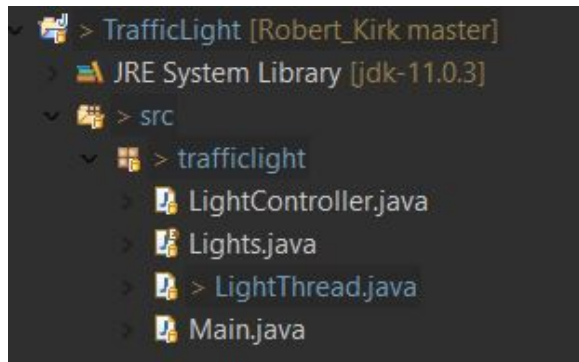 > TrafficLight [Robert_Kirk master]
JRE System Library [jdk-11.0.3]
> src
> trafficlight
LightController.java
Lights.java
> LightThread.java
Main.java